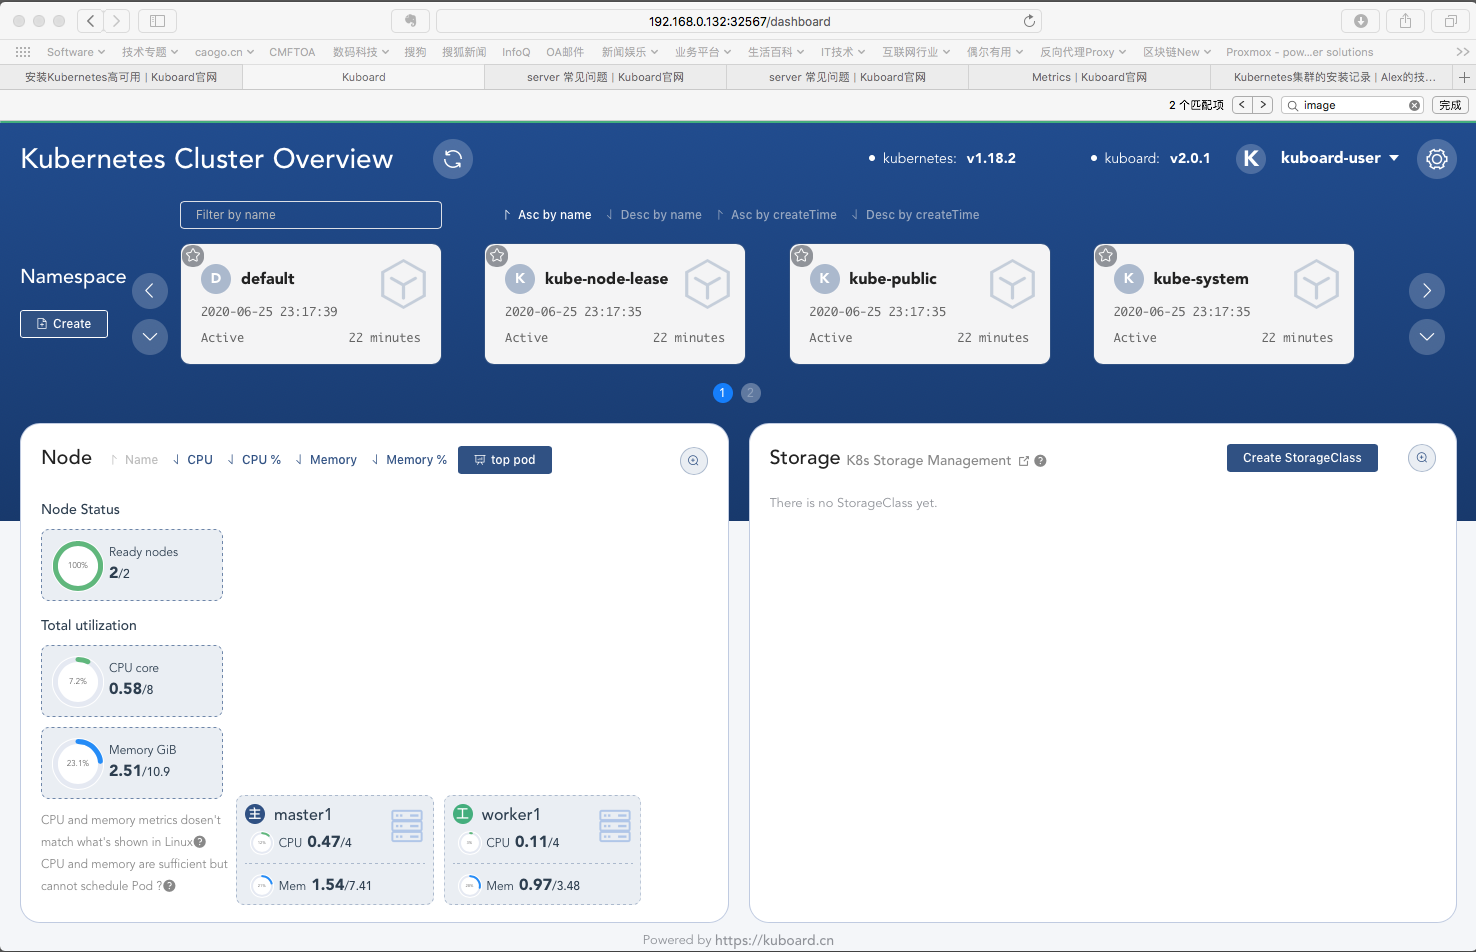 192.168.0.132:32567/dashboard
Software 技术专题 caogo.cn CMFTOA 数码科技 搜狗 搜狐新闻 InfoQ OA邮件 新闻娱乐 业务平台 生活百科 IT技术 互联网行业 偶尔有用 反向代理Proxy 区块链New Proxmox - pow...er solutions
安装Kubernetes高可用 | Kuboard官网 Kuboard server 常见问题 | Kuboard官网 server 常见问题 | Kuboard官网 Metrics | Kuboard官网 Kubernetes集群的安装记录 | Alex的技...
2 个匹配项 image 完成
Kubernetes Cluster Overview kubernetes: v1.18.2 kuboard: v2.0.1 K kuboard-user
Filter by name Asc by name Desc by name Asc by createTime Desc by createTime
Namespace
Create
D default
2020-06-25 23:17:39
Active 22 minutes
K kube-node-lease
2020-06-25 23:17:35
Active 22 minutes
K kube-public
2020-06-25 23:17:35
Active 22 minutes
K kube-system
2020-06-25 23:17:35
Active 22 minutes
1 2
Node Name CPU CPU % Memory Memory % top pod
Node Status
100% Ready nodes
2/2
Total utilization
7.2% CPU core
0.58/8
23.1% Memory GiB
2.51/10.9
CPU and memory metrics dosen't
match what's shown in Linux
CPU and memory are sufficient but
cannot schedule Pod ?
主 master1
CPU 0.47/4
Mem 1.54/7.41
工 worker1
CPU 0.11/4
Mem 0.97/3.48
Storage K8s Storage Management Create StorageClass
There is no StorageClass yet.
Powered by https://kuboard.cn